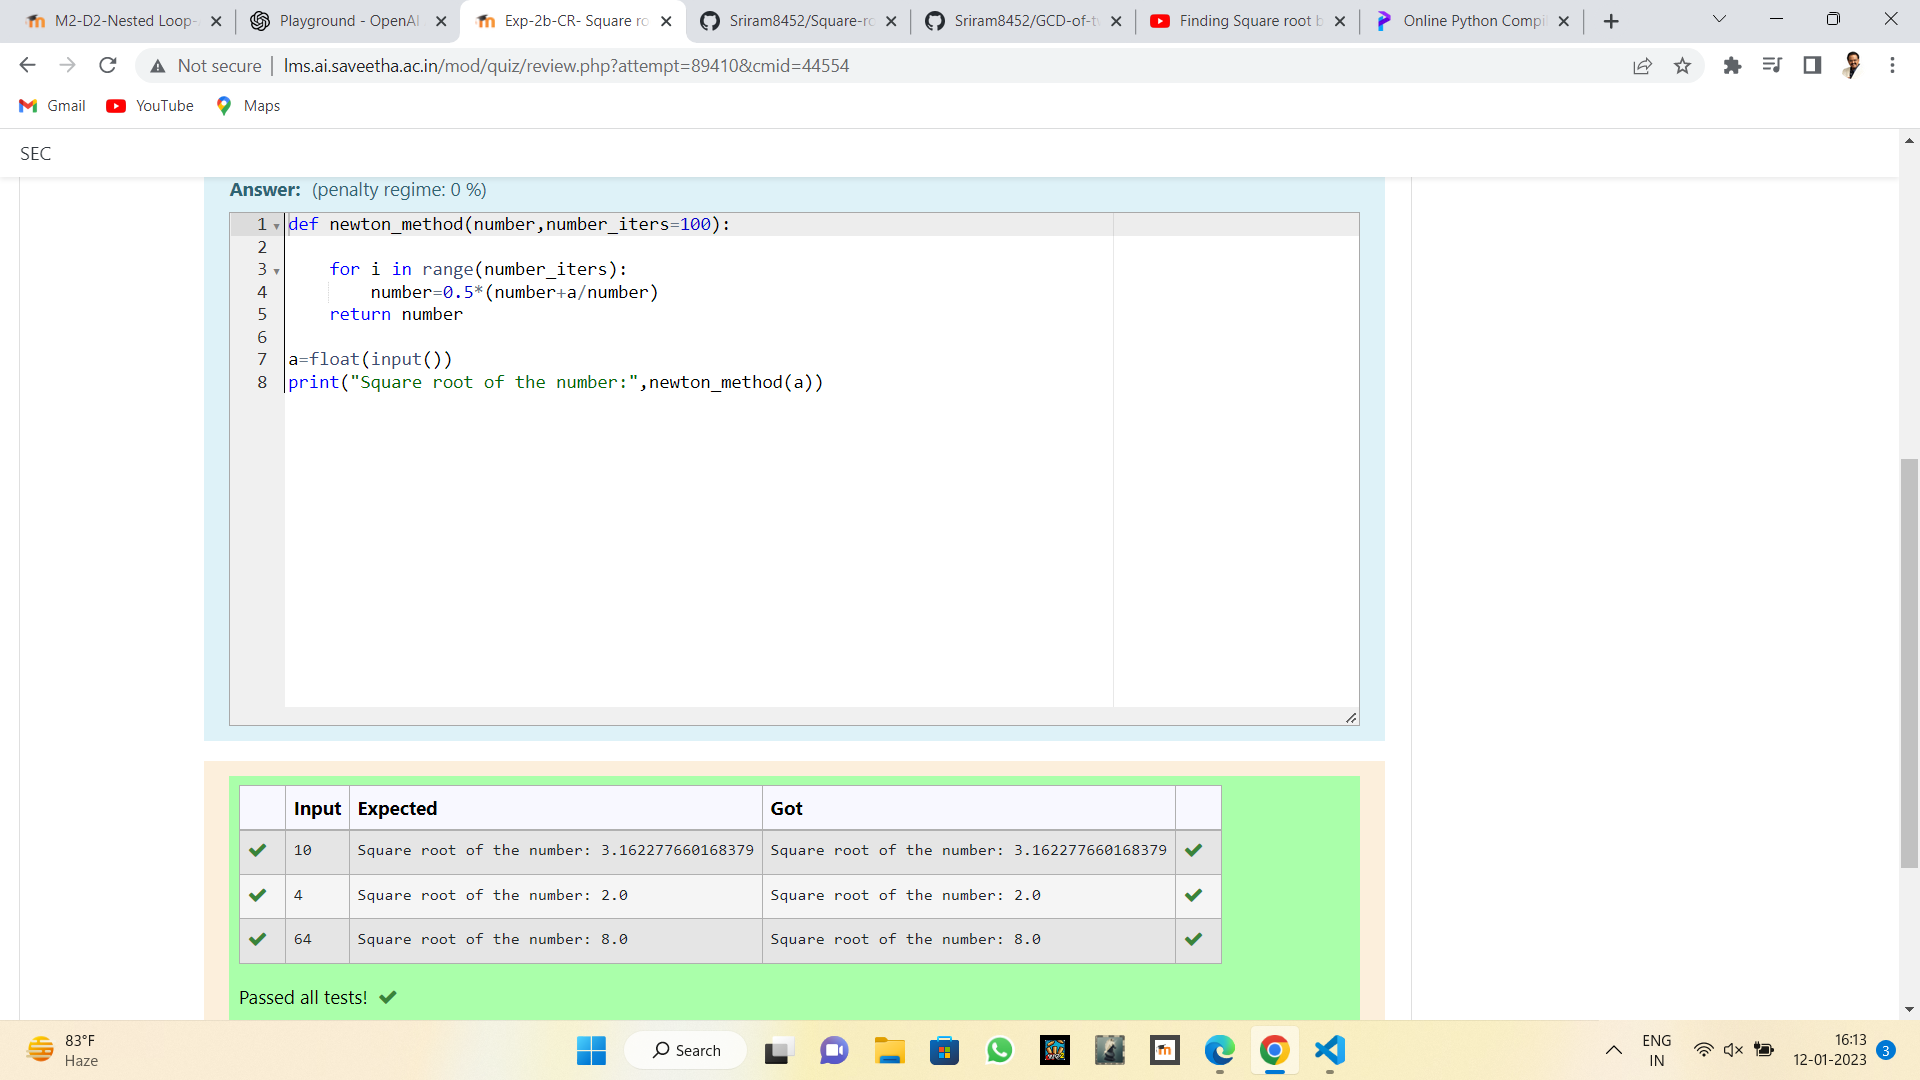 M2-D2-Nested Loop-
Playground - OpenAI
Exp-2b-CR- Square ro
Sriram8452/Square-ro
Sriram8452/GCD-of-tw
Finding Square root b
Online Python Compil
Not secure
lms.ai.saveetha.ac.in/mod/quiz/review.php?attempt=89410&cmid=44554
Gmail
YouTube
Maps
SEC
Answer: (penalty regime: 0 %)
1 def newton_method(number,number_iters=100):
2
3 for i in range(number_iters):
4 number=0.5*(number+a/number)
5 return number
6
7 a=float(input())
8 print("Square root of the number:",newton_method(a))
Input Expected Got
10 Square root of the number: 3.162277660168379 Square root of the number: 3.162277660168379
4 Square root of the number: 2.0 Square root of the number: 2.0
64 Square root of the number: 8.0 Square root of the number: 8.0
Passed all tests!
83°F
Haze
Search
ENG
IN
16:13
12-01-2023
3